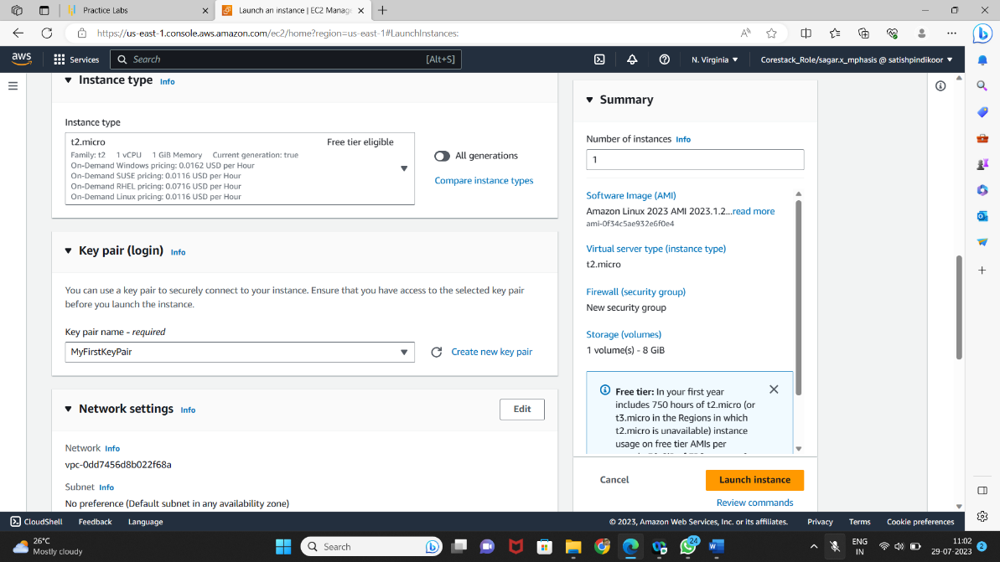 Practice Labs
Launch an instance | EC2 Manag
https://us-east-1.console.aws.amazon.com/ec2/home?region=us-east-1#LaunchInstances:
aws
Services
Search
[Alt+S]
N. Virginia
Corestack_Role/sagar.x_mphasis @ satishpindikoor
Instance type Info
Instance type
t2.micro Free tier eligible
Family: t2 1 vCPU 1 GiB Memory Current generation: true
On-Demand Windows pricing: 0.0162 USD per Hour
On-Demand SUSE pricing: 0.0116 USD per Hour
On-Demand RHEL pricing: 0.0716 USD per Hour
On-Demand Linux pricing: 0.0116 USD per Hour
All generations
Compare instance types
Key pair (login) Info
You can use a key pair to securely connect to your instance. Ensure that you have access to the selected key pair
before you launch the instance.
Key pair name - required
MyFirstKeyPair
Create new key pair
Network settings Info
Edit
Network Info
vpc-0dd7456d8b022f68a
Subnet Info
No preference (Default subnet in any availability zone)
Summary
Number of instances Info
1
Software Image (AMI)
Amazon Linux 2023 AMI 2023.1.2...read more
ami-0f34c5ae932e6f0e4
Virtual server type (instance type)
t2.micro
Firewall (security group)
New security group
Storage (volumes)
1 volume(s) - 8 GiB
Free tier: In your first year
includes 750 hours of t2.micro (or
t3.micro in the Regions in which
t2.micro is unavailable) instance
usage on free tier AMIs per
Cancel
Launch instance
Review commands
CloudShell
Feedback
Language
© 2023, Amazon Web Services, Inc. or its affiliates.
Privacy
Terms
Cookie preferences
26°C
Mostly cloudy
Search
24
ENG
IN
11:02
29-07-2023
2